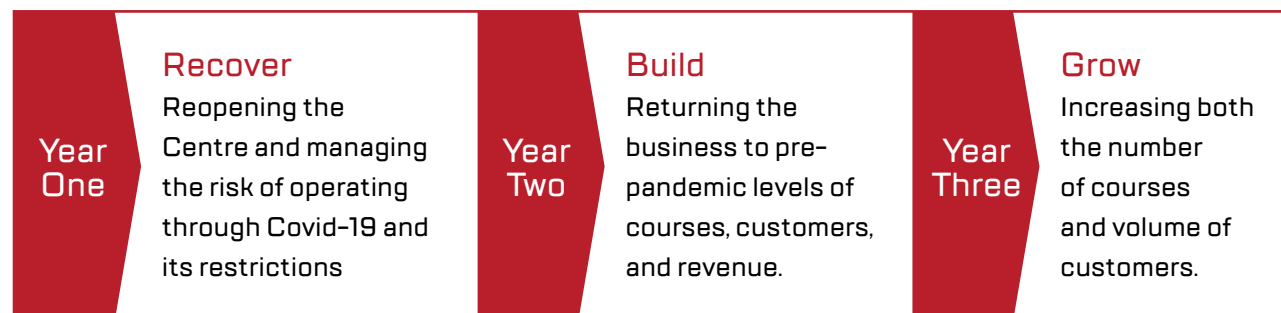 Year
One
Recover
Reopening the
Centre and managing
the risk of operating
through Covid-19 and
its restrictions
Year
Two
Build
Returning the
business to pre-
pandemic levels of
courses, customers,
and revenue.
Year
Three
Grow
Increasing both
the number
of courses
and volume of
customers.